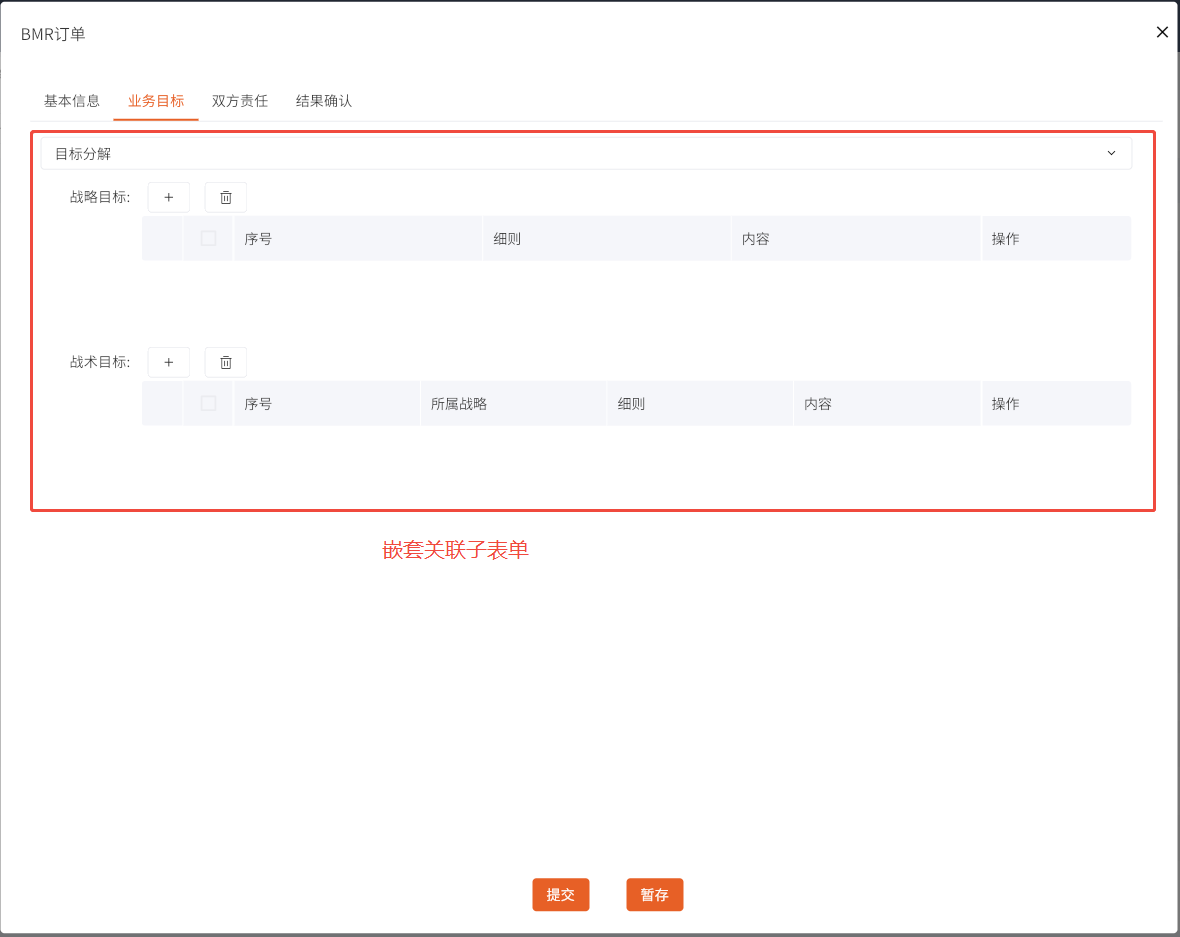 BMR订单
基本信息 业务目标 双方责任 结果确认
目标分解
战略目标:
序号 细则 内容 操作
战术目标:
序号 所属战略 细则 内容 操作
嵌套关联子表单
提交 暂存